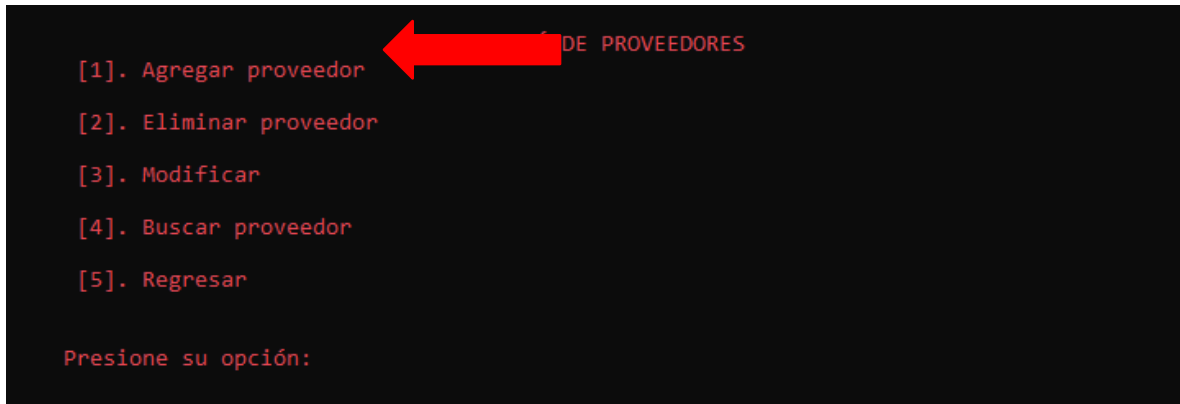 DE PROVEEDORES
[1]. Agregar proveedor
[2]. Eliminar proveedor
[3]. Modificar
[4]. Buscar proveedor
[5]. Regresar
Presione su opción: